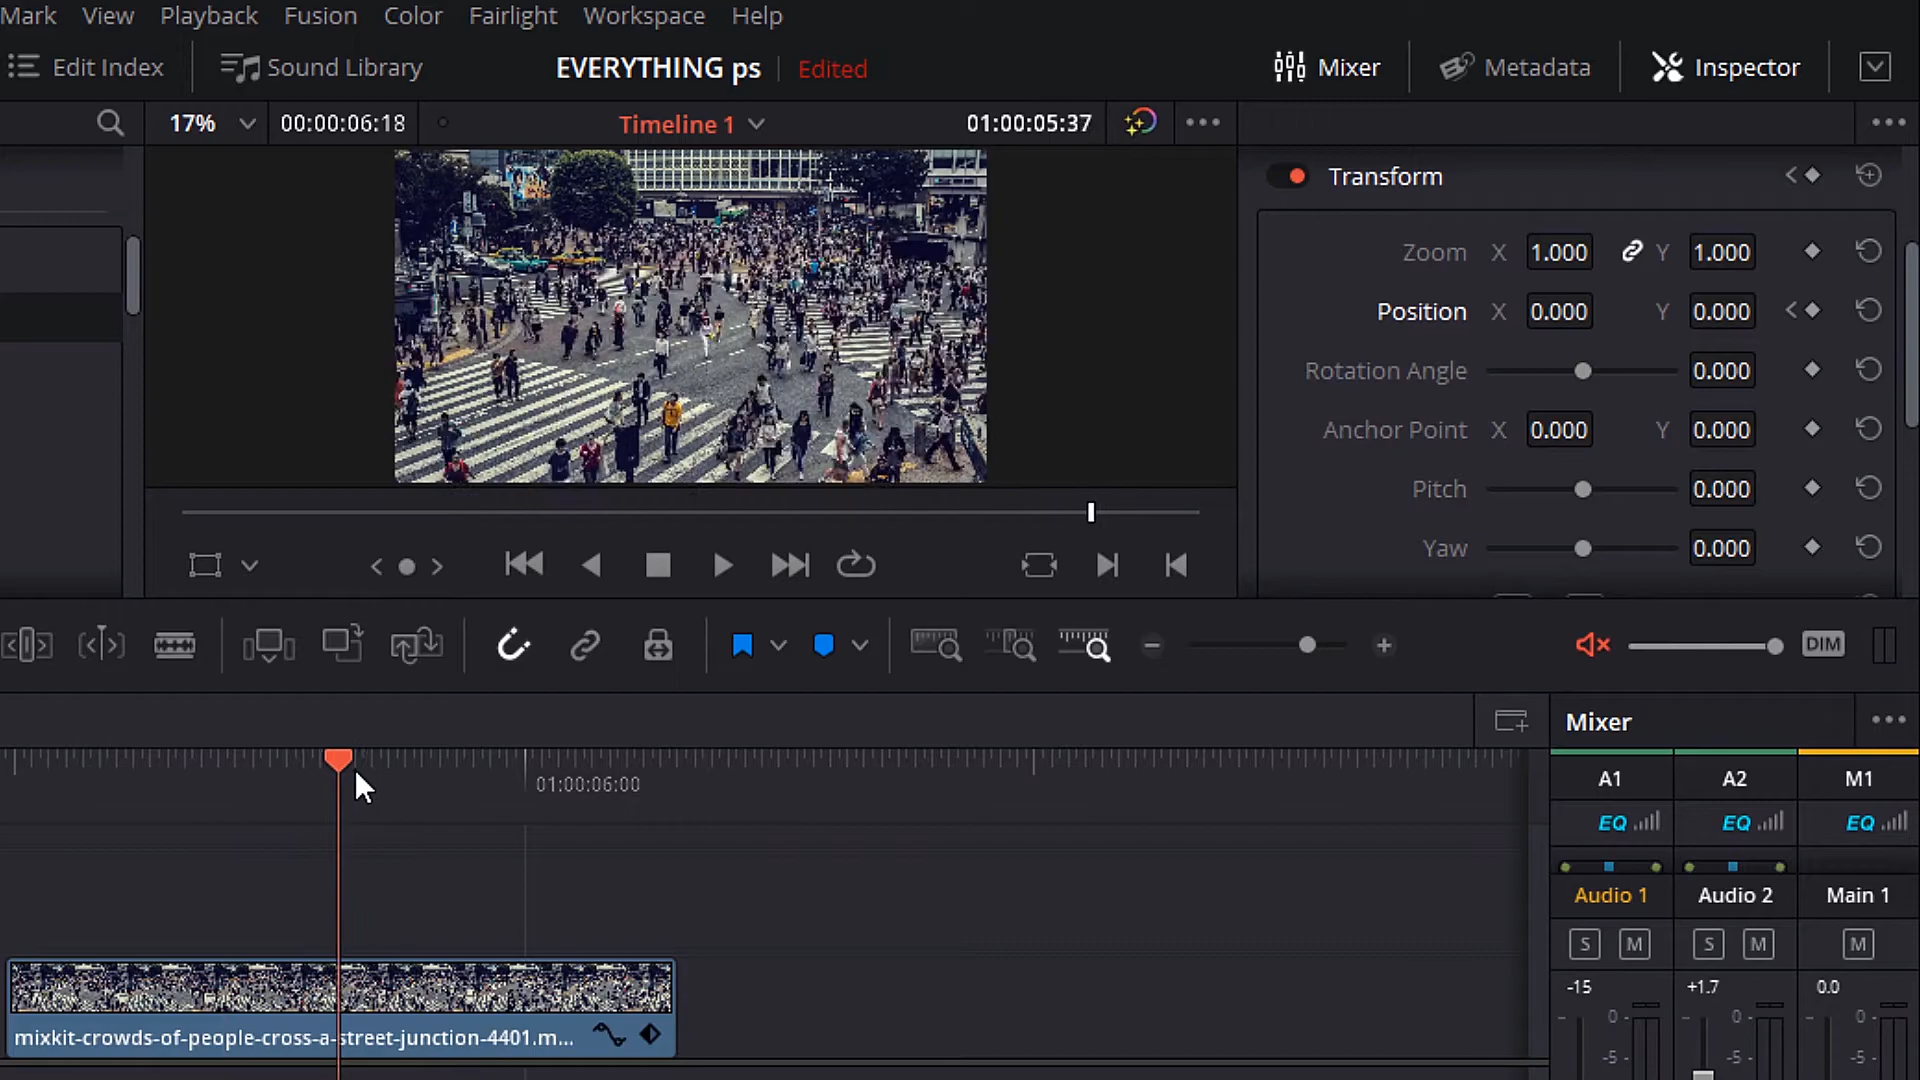 Mark View Playback Fusion Color Fairlight Workspace Help
Edit Index Sound Library EVERYTHING ps Edited Mixer Metadata Inspector
17% 00:00:06:18 Timeline 1 01:00:05:37
Transform
Zoom X 1.000 Y 1.000
Position X 0.000 Y 0.000
Rotation Angle 0.000
Anchor Point X 0.000 Y 0.000
Pitch 0.000
Yaw 0.000
DIM
Mixer
01:00:06:00
A1 A2 M1
EQ EQ EQ
Audio 1 Audio 2 Main 1
S M S M M
-15 +1.7 0.0
0 0 0
-5 -5 -5
mixkit-crowds-of-people-cross-a-street-junction-4401.m...